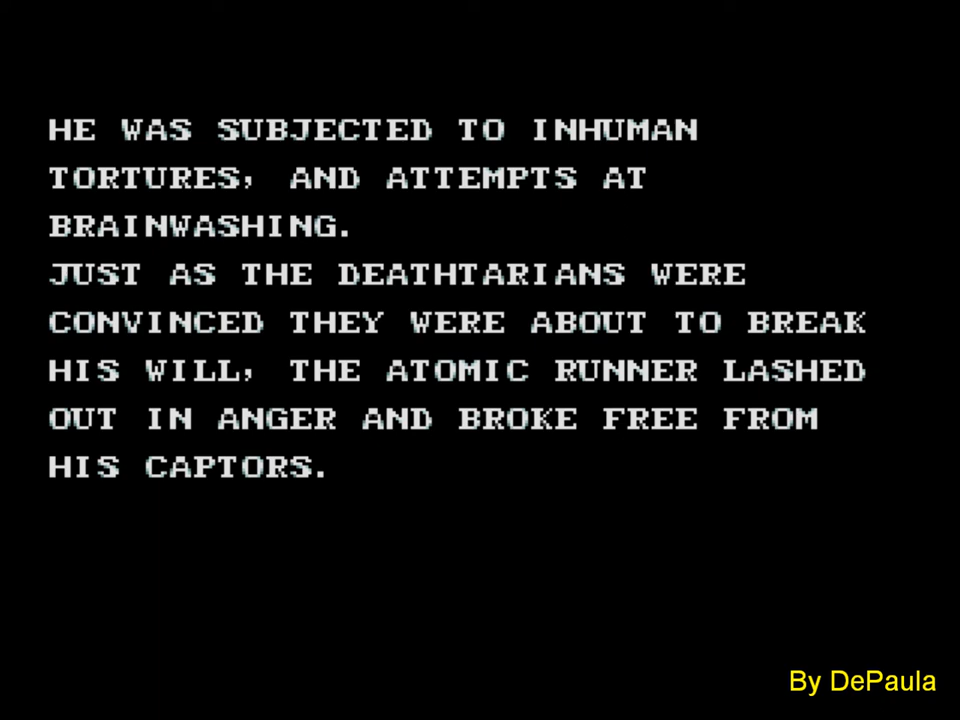 HE WAS SUBJECTED TO INHUMAN
TORTURES, AND ATTEMPTS AT
BRAINWASHING.
JUST AS THE DEATHTARIANS WERE
CONVINCED THEY WERE ABOUT TO BREAK
HIS WILL, THE ATOMIC RUNNER LASHED
OUT IN ANGER AND BROKE FREE FROM
HIS CAPTORS.
By DePaula